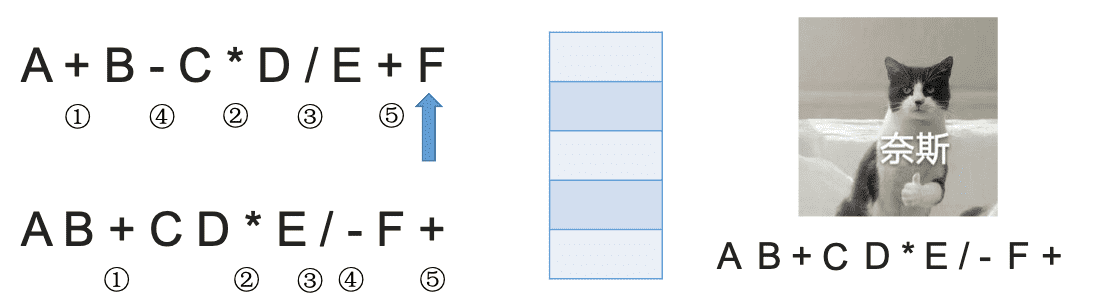 A + B - C * D / E + F
① ④ ② ③ ⑤
A B + C D * E / - F +
① ② ③ ④ ⑤
奈斯
A B + C D * E / - F +